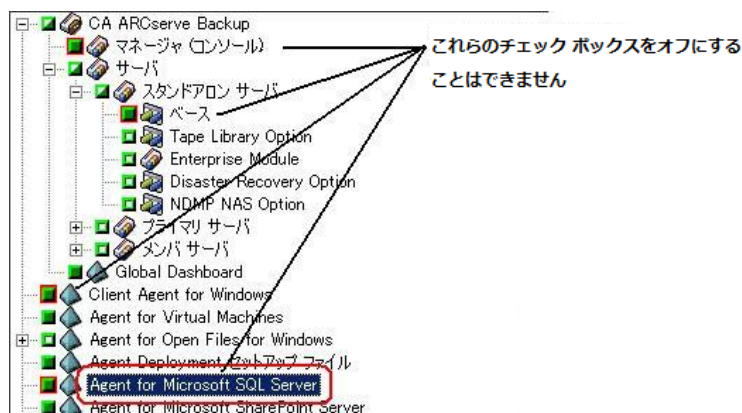 CA ARCserve Backup
マネージャ (コンソール)
これらのチェック ボックスをオフにする
ことはできません
サーバ
スタンドアロン サーバ
ベース
Tape Library Option
Enterprise Module
Disaster Recovery Option
NDMP NAS Option
プライマリ サーバ
メンバ サーバ
Global Dashboard
Client Agent for Windows
Agent for Virtual Machines
Agent for Open Files for Windows
Agent Deployment セットアップ ファイル
Agent for Microsoft SQL Server
Agent for Microsoft SharePoint Server